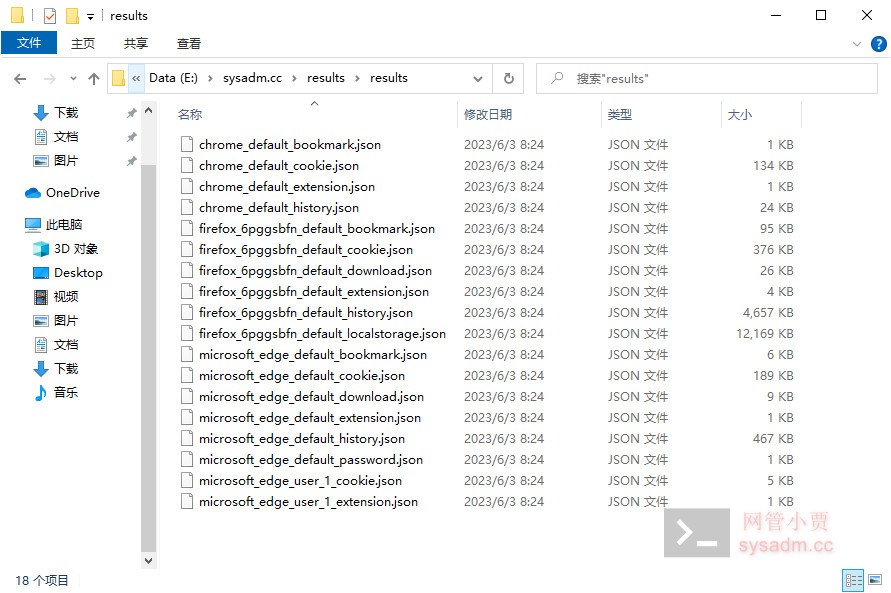 results
文件 主页 共享 查看
« Data (E:) › sysadm.cc › results › results 搜索"results"
下载
文档
图片
OneDrive
此电脑
3D 对象
Desktop
视频
图片
文档
下载
音乐
名称 修改日期 类型 大小
chrome_default_bookmark.json 2023/6/3 8:24 JSON 文件 1 KB
chrome_default_cookie.json 2023/6/3 8:24 JSON 文件 134 KB
chrome_default_extension.json 2023/6/3 8:24 JSON 文件 1 KB
chrome_default_history.json 2023/6/3 8:24 JSON 文件 24 KB
firefox_6pggsbfn_default_bookmark.json 2023/6/3 8:24 JSON 文件 95 KB
firefox_6pggsbfn_default_cookie.json 2023/6/3 8:24 JSON 文件 376 KB
firefox_6pggsbfn_default_download.json 2023/6/3 8:24 JSON 文件 26 KB
firefox_6pggsbfn_default_extension.json 2023/6/3 8:24 JSON 文件 4 KB
firefox_6pggsbfn_default_history.json 2023/6/3 8:24 JSON 文件 4,657 KB
firefox_6pggsbfn_default_localstorage.json 2023/6/3 8:24 JSON 文件 12,169 KB
microsoft_edge_default_bookmark.json 2023/6/3 8:24 JSON 文件 6 KB
microsoft_edge_default_cookie.json 2023/6/3 8:24 JSON 文件 189 KB
microsoft_edge_default_download.json 2023/6/3 8:24 JSON 文件 9 KB
microsoft_edge_default_extension.json 2023/6/3 8:24 JSON 文件 1 KB
microsoft_edge_default_history.json 2023/6/3 8:24 JSON 文件 467 KB
microsoft_edge_default_password.json 2023/6/3 8:24 JSON 文件 1 KB
microsoft_edge_user_1_cookie.json 2023/6/3 8:24 JSON 文件 5 KB
microsoft_edge_user_1_extension.json 2023/6/3 8:24 JSON 文件 1 KB
网管小贾
sysadm.cc
18 个项目